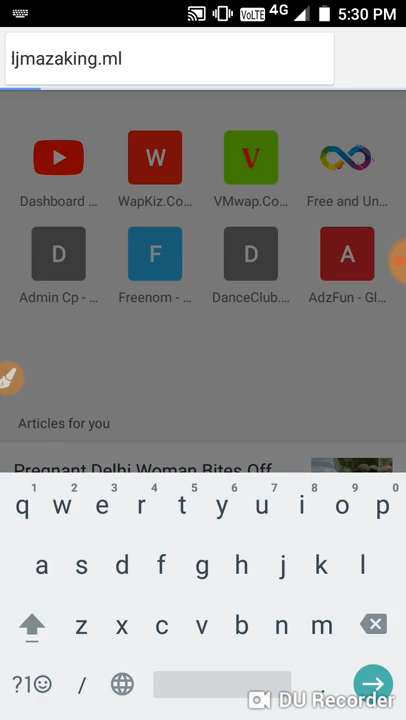 VoLTE 4G 5:30 PM
ljmazaking.ml
W V
Dashboard ... WapKiz.Co... VMwap.Co... Free and Un...
D F D A
Admin Cp - ... Freenom - ... DanceClub.... AdzFun - Gl...
Articles for you
Pregnant Delhi Woman Bites Off
1 2 3 4 5 6 7 8 9 0
q w e r t y u i o p
a s d f g h j k l
z x c v b n m
?1 / .
DU Recorder